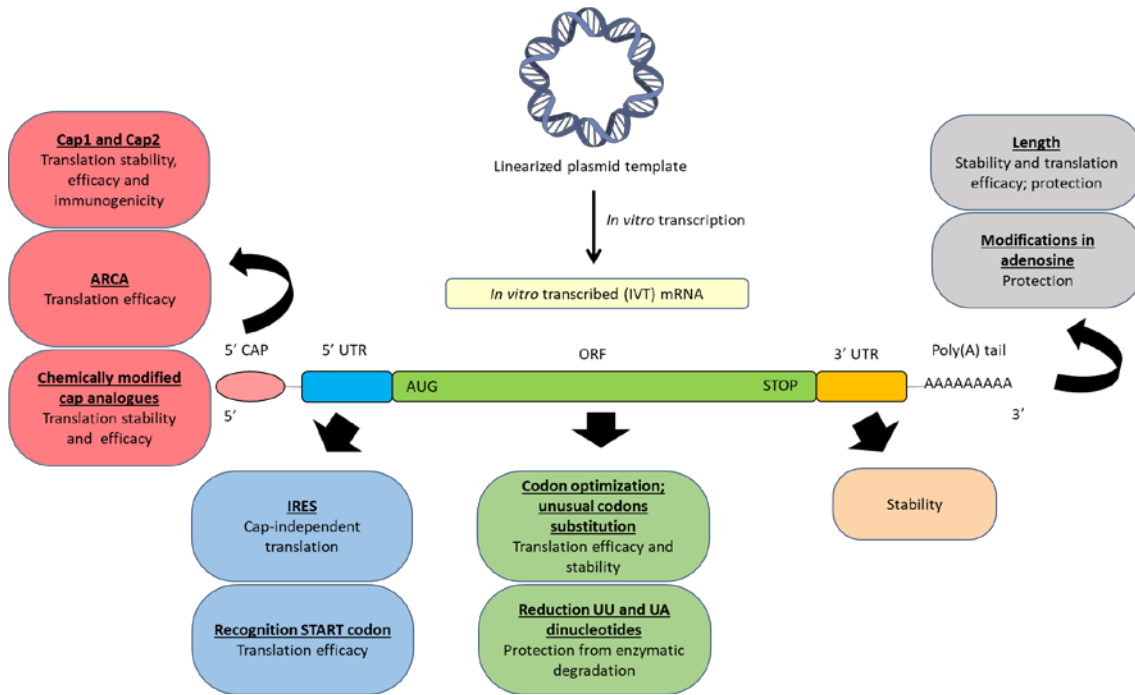 Linearized plasmid template
In vitro transcription
In vitro transcribed (IVT) mRNA
Cap1 and Cap2
Translation stability,
efficacy and
immunogenicity
ARCA
Translation efficacy
Chemically modified
cap analogues
Translation stability
and efficacy
Length
Stability and translation
efficacy; protection
Modifications in
adenosine
Protection
5′ CAP
5′ UTR
ORF
3′ UTR
Poly(A) tail
AUG
STOP
AAAAAAAAA
5′
3′
IRES
Cap-independent
translation
Recognition START codon
Translation efficacy
Codon optimization;
unusual codons
substitution
Translation efficacy and
stability
Reduction UU and UA
dinucleotides
Protection from enzymatic
degradation
Stability